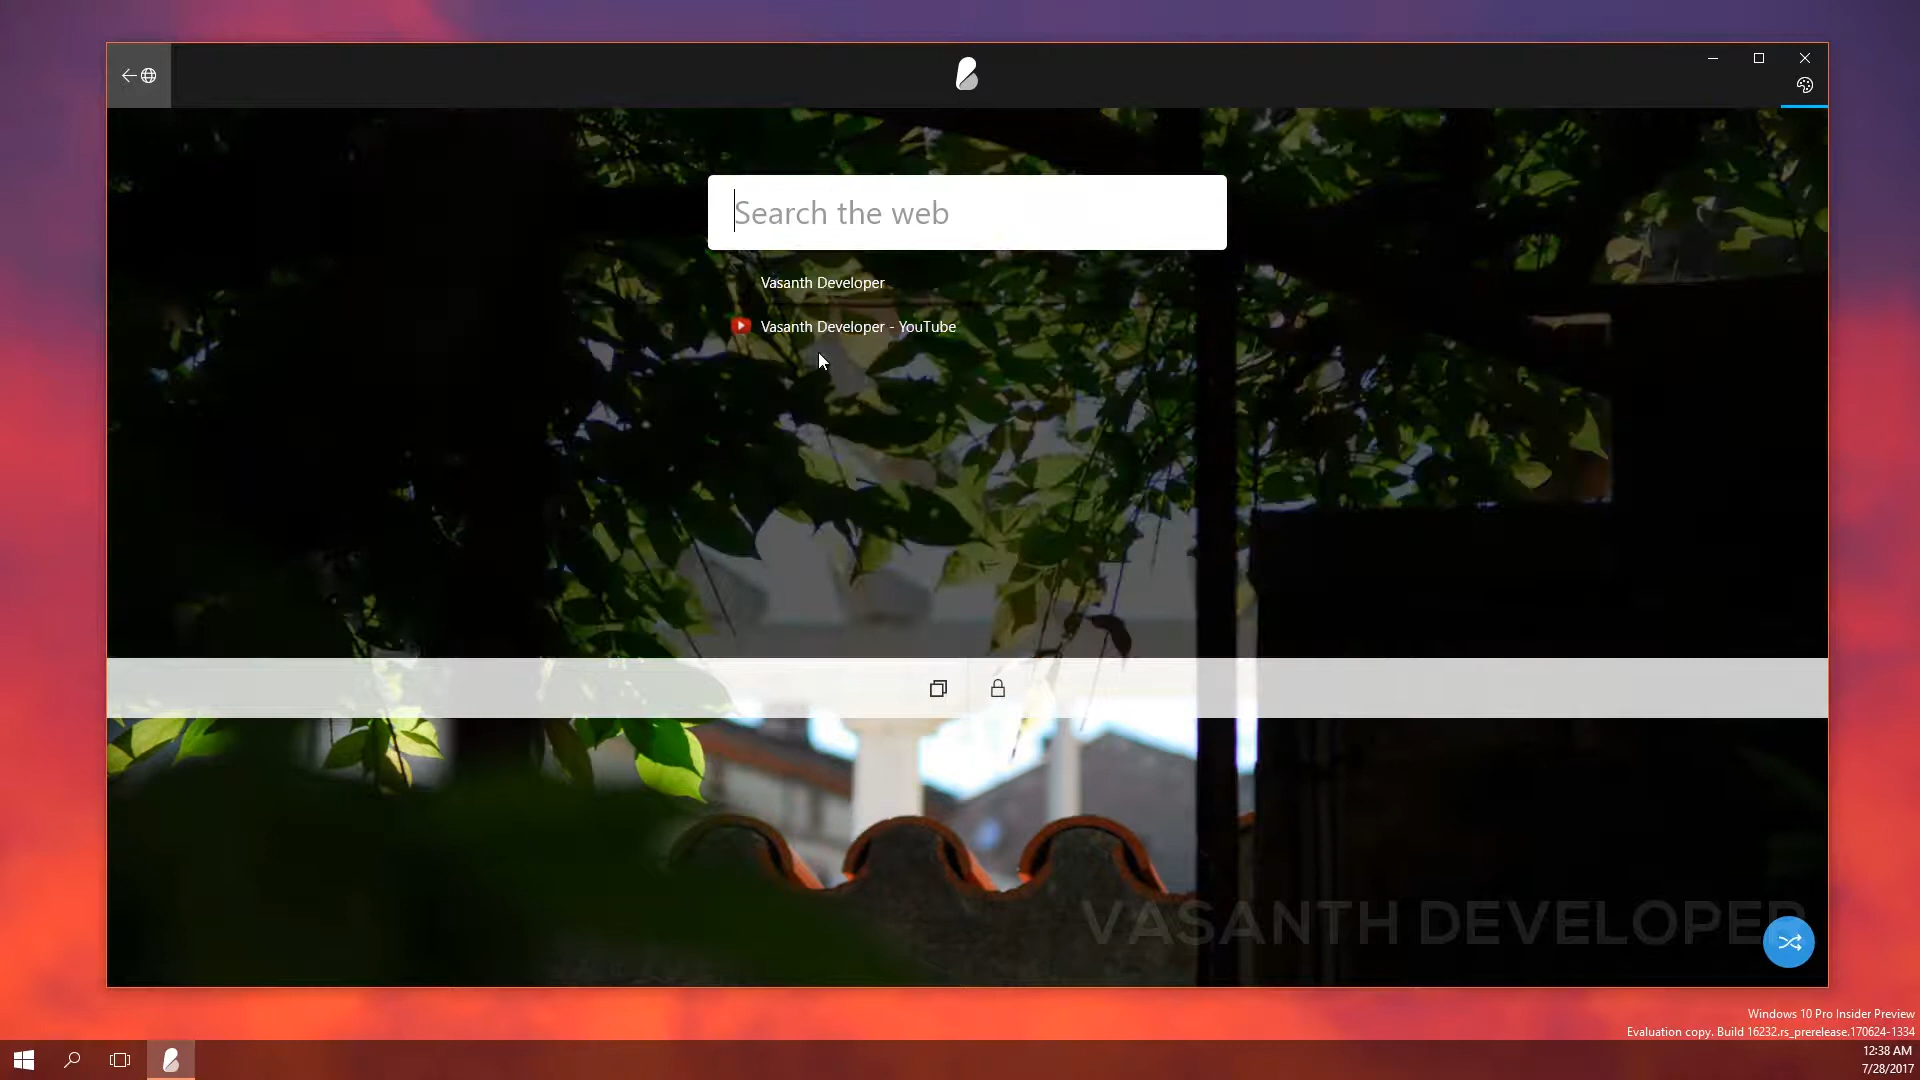 Search the web
Vasanth Developer
Vasanth Developer - YouTube
VASANTH DEVELOPER
Windows 10 Pro Insider Preview
Evaluation copy. Build 16232.rs_prerelease.170624-1334
12:38 AM
7/28/2017